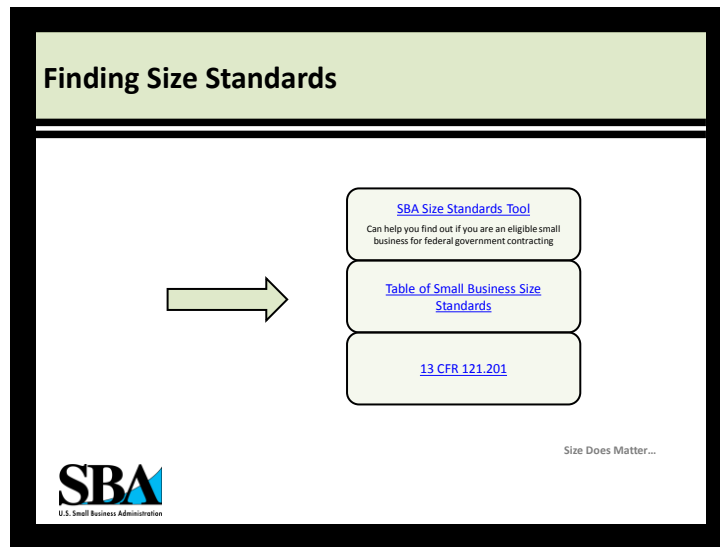 Finding Size Standards
SBA Size Standards Tool
Can help you find out if you are an eligible small
business for federal government contracting
Table of Small Business Size
Standards
13 CFR 121.201
Size Does Matter…
SBA
U.S. Small Business Administration